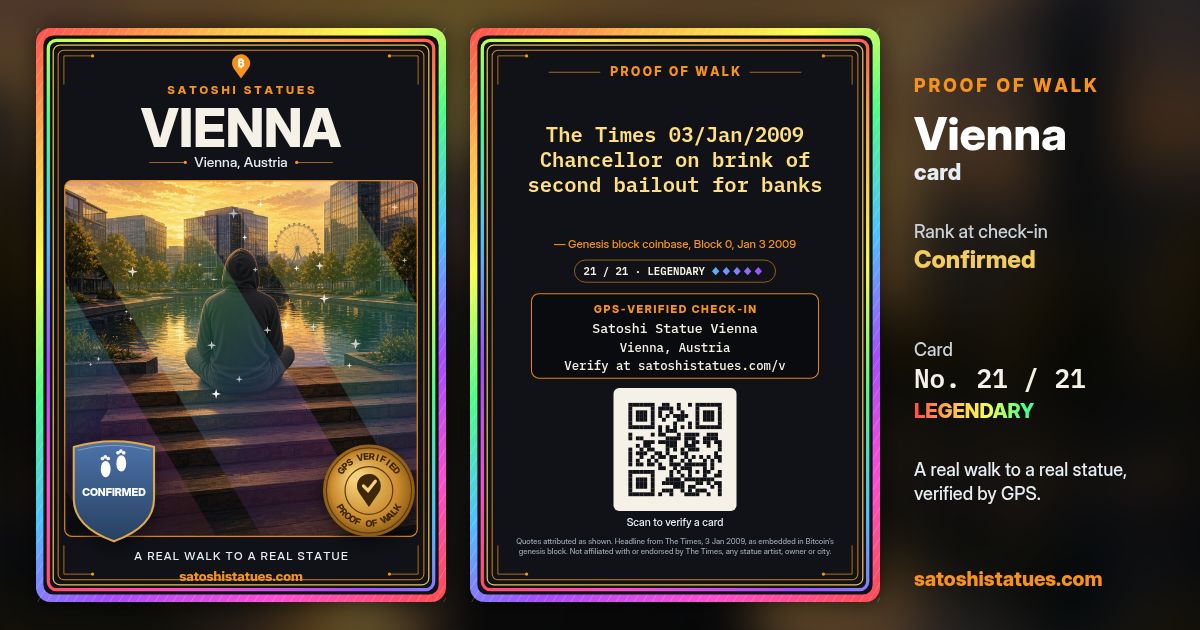 SATOSHI STATUES
VIENNA
Vienna, Austria
CONFIRMED
GPS VERIFIED
PROOF OF WALK
A REAL WALK TO A REAL STATUE
satoshistatues.com
PROOF OF WALK
The Times 03/Jan/2009
Chancellor on brink of
second bailout for banks
— Genesis block coinbase, Block 0, Jan 3 2009
21 / 21 · LEGENDARY
GPS-VERIFIED CHECK-IN
Satoshi Statue Vienna
Vienna, Austria
Verify at satoshistatues.com/v
Scan to verify a card
Quotes attributed as shown. Headline from The Times, 3 Jan 2009, as embedded in Bitcoin's
genesis block. Not affiliated with or endorsed by The Times, any statue artist, owner or city.
PROOF OF WALK
Vienna
card
Rank at check-in
Confirmed
Card
No. 21 / 21
LEGENDARY
A real walk to a real statue,
verified by GPS.
satoshistatues.com